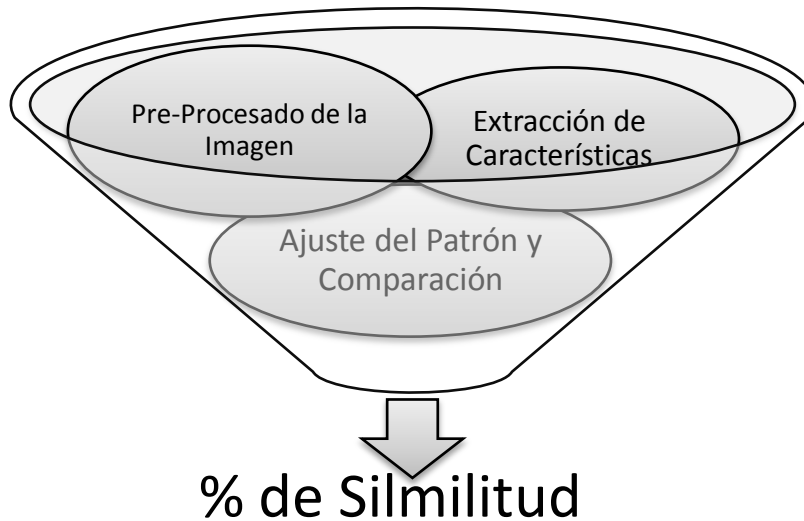 Pre-Procesado de la
Imagen
Extracción de
Características
Ajuste del Patrón y
Comparación
% de Silmilitud